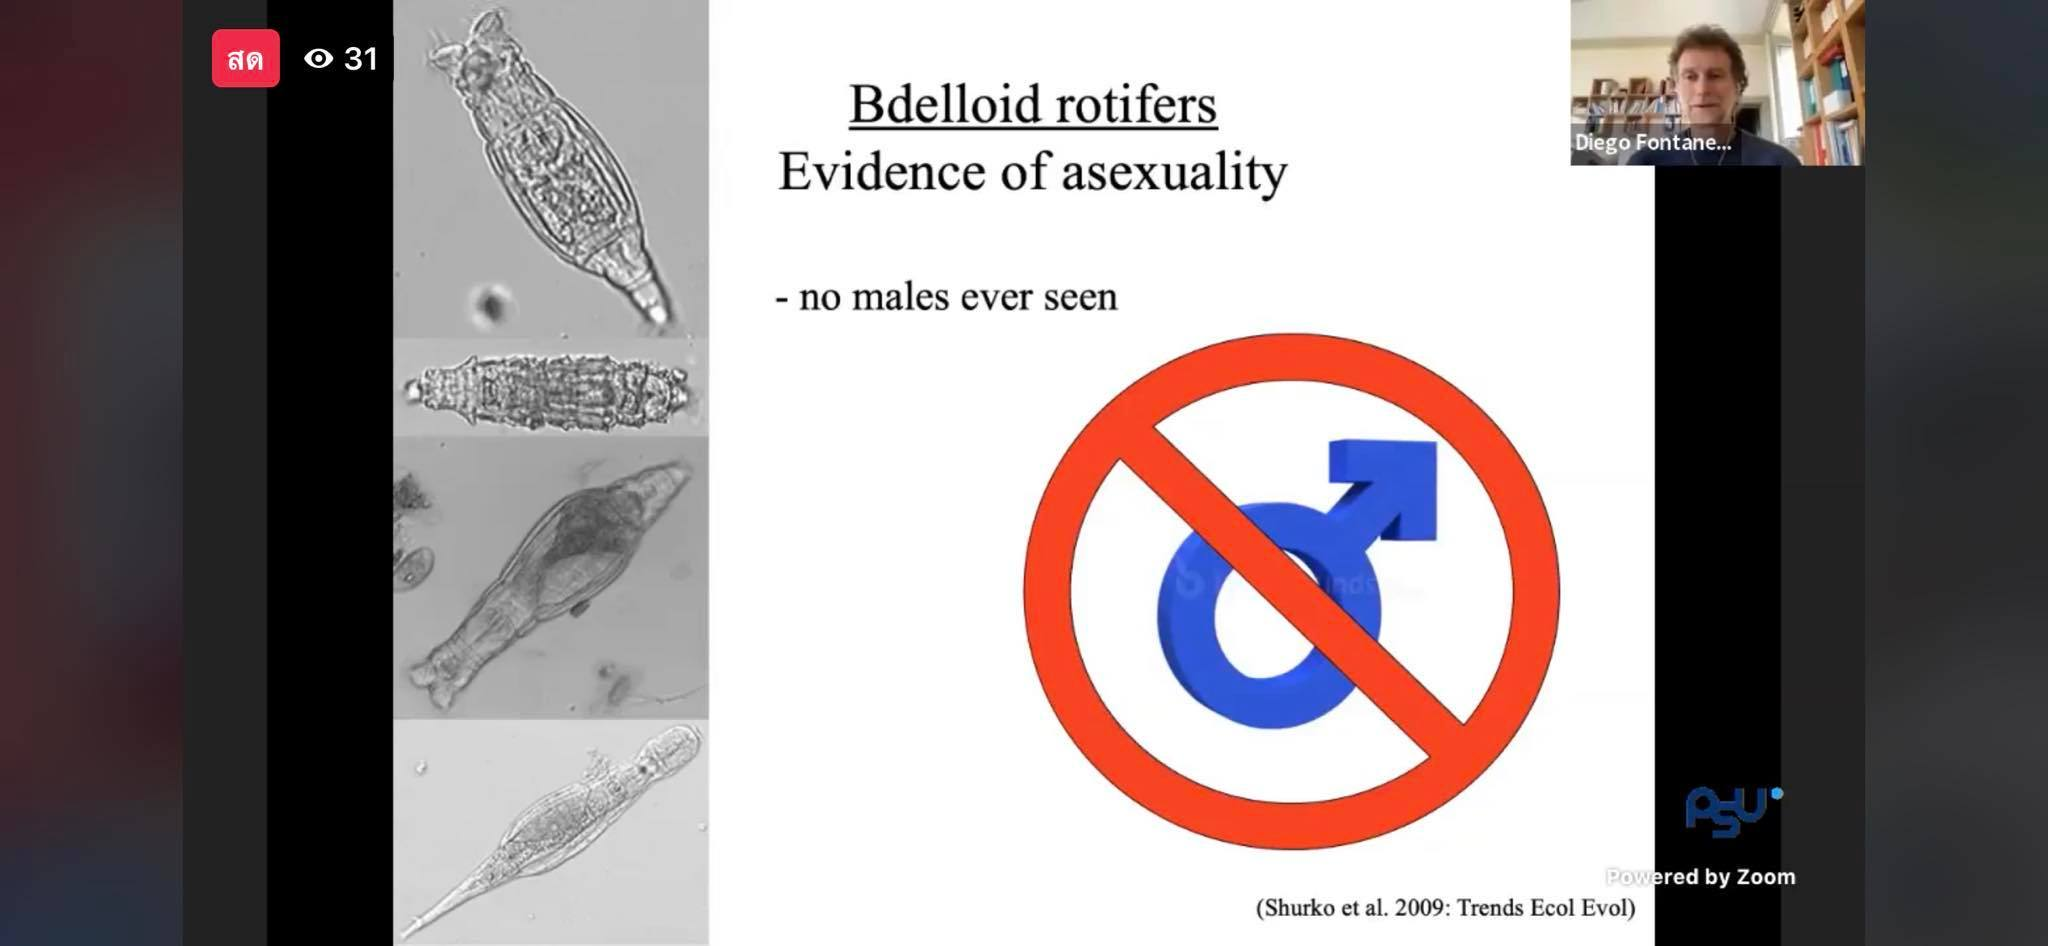 สด
31
Bdelloid rotifers
Evidence of asexuality
Diego Fontane...
- no males ever seen
PSU
Powered by Zoom
(Shurko et al. 2009: Trends Ecol Evol)